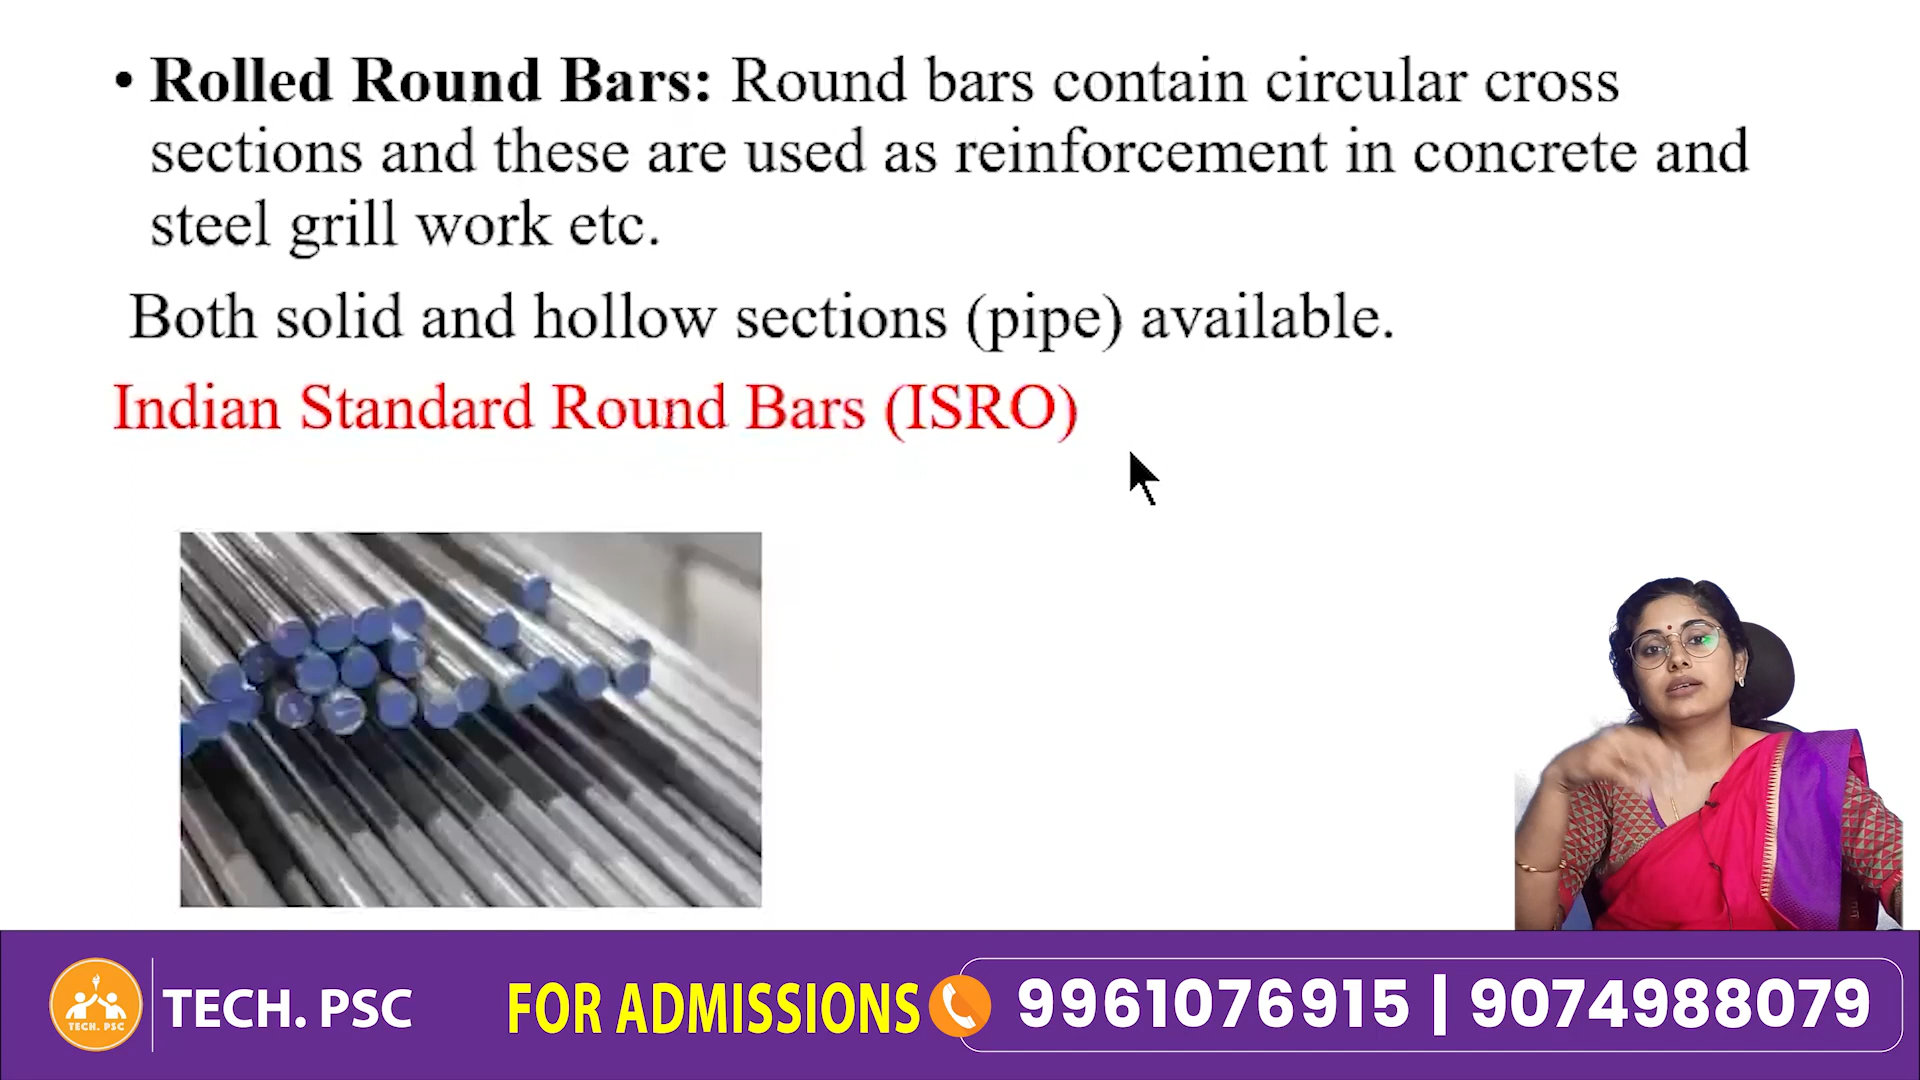 • Rolled Round Bars: Round bars contain circular cross
sections and these are used as reinforcement in concrete and
steel grill work etc.
Both solid and hollow sections (pipe) available.
Indian Standard Round Bars (ISRO)
TECH. PSC
TECH. PSC
FOR ADMISSIONS
9961076915 | 9074988079